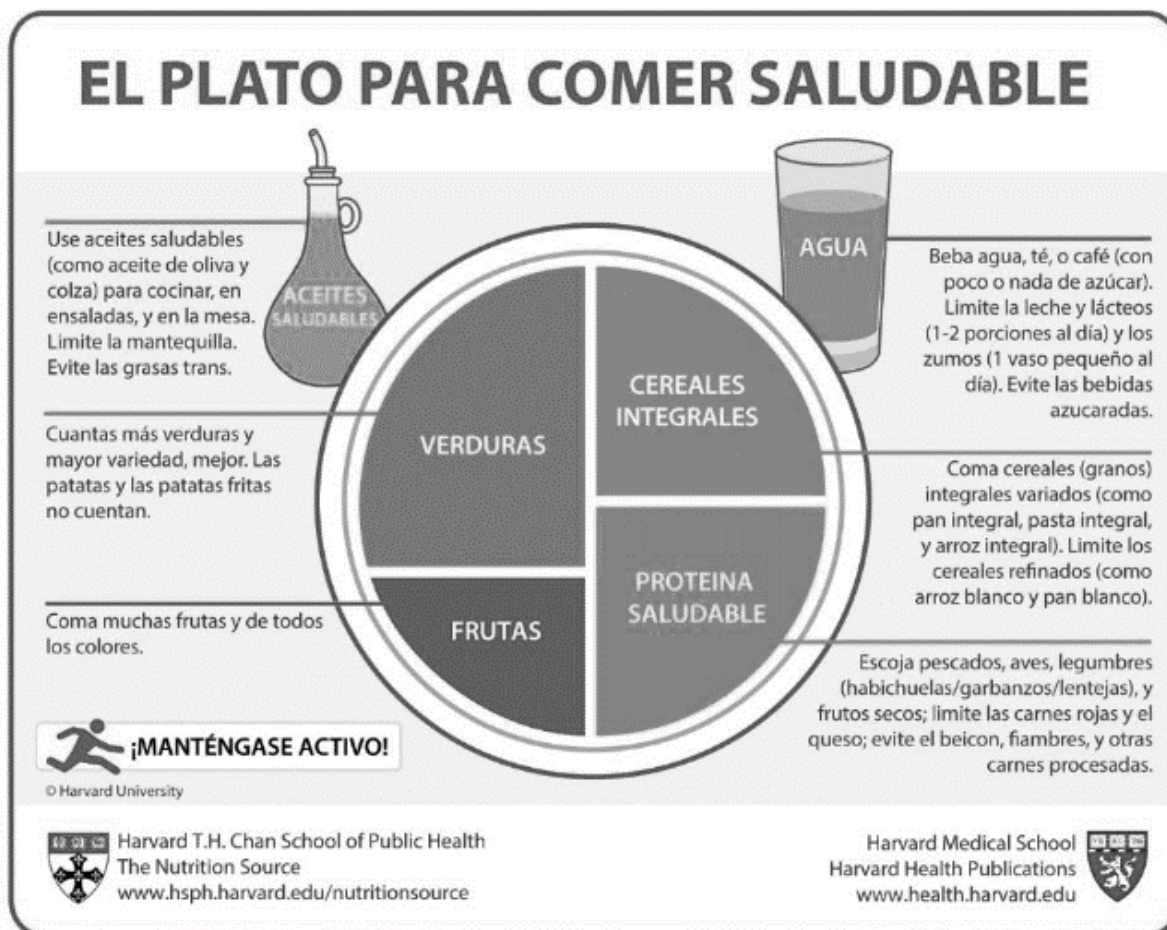 EL PLATO PARA COMER SALUDABLE
Use aceites saludables
(como aceite de oliva y
colza) para cocinar, en
ensaladas, y en la mesa.
Limite la mantequilla.
Evite las grasas trans.
ACEITES
SALUDABLES
Cuantas más verduras y
mayor variedad, mejor. Las
patatas y las patatas fritas
no cuentan.
Coma muchas frutas y de todos
los colores.
VERDURAS
FRUTAS
CEREALES
INTEGRALES
PROTEINA
SALUDABLE
AGUA
Beba agua, té, o café (con
poco o nada de azúcar).
Limite la leche y lácteos
(1-2 porciones al día) y los
zumos (1 vaso pequeño al
día). Evite las bebidas
azucaradas.
Coma cereales (granos)
integrales variados (como
pan integral, pasta integral,
y arroz integral). Limite los
cereales refinados (como
arroz blanco y pan blanco).
Escoja pescados, aves, legumbres
(habichuelas/garbanzos/lentejas), y
frutos secos; limite las carnes rojas y el
queso; evite el beicon, fiambres, y otras
carnes procesadas.
¡MANTÉNGASE ACTIVO!
© Harvard University
Harvard T.H. Chan School of Public Health
The Nutrition Source
www.hsph.harvard.edu/nutritionsource
Harvard Medical School
Harvard Health Publications
www.health.harvard.edu